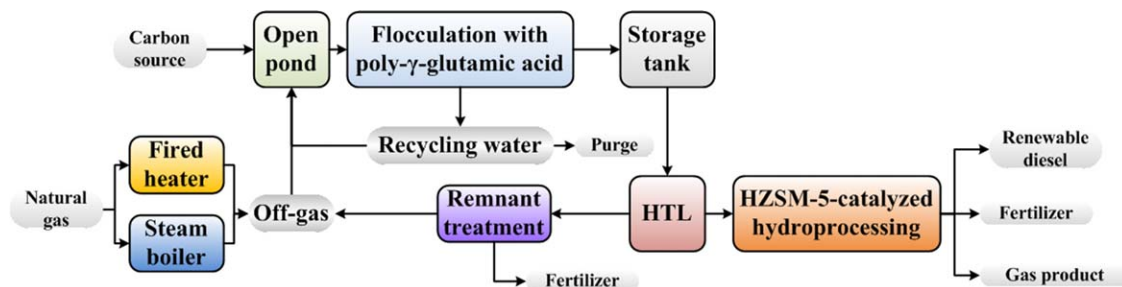 Carbon
source
Open
pond
Flocculation with
poly-γ-glutamic acid
Storage
tank
Recycling water
Purge
Natural
gas
Fired
heater
Steam
boiler
Off-gas
Remnant
treatment
Fertilizer
HTL
HZSM-5-catalyzed
hydroprocessing
Renewable
diesel
Fertilizer
Gas product